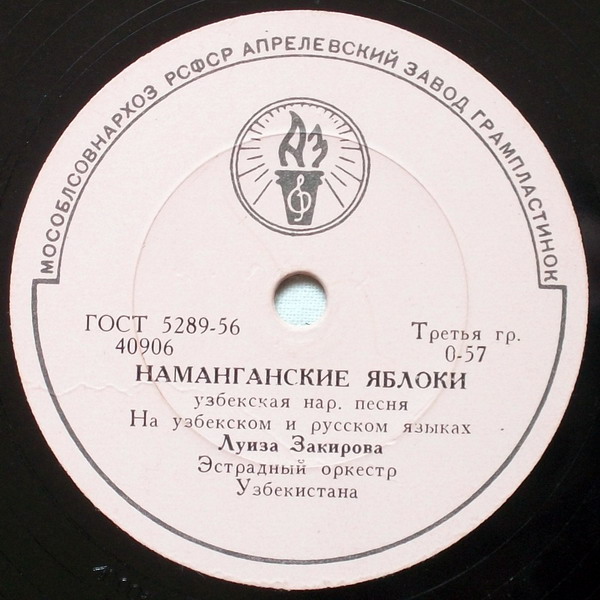 МОСОБЛСОВНАРХОЗ РСФСР АПРЕЛЕВСКИЙ ЗАВОД ГРАМПЛАСТИНОК
АЗ
ГОСТ 5289-56
40906
Третья гр.
0-57
НАМАНГАНСКИЕ ЯБЛОКИ
узбекская нар. песня
На узбекском и русском языках
Луиза Закирова
Эстрадный оркестр
Узбекистана